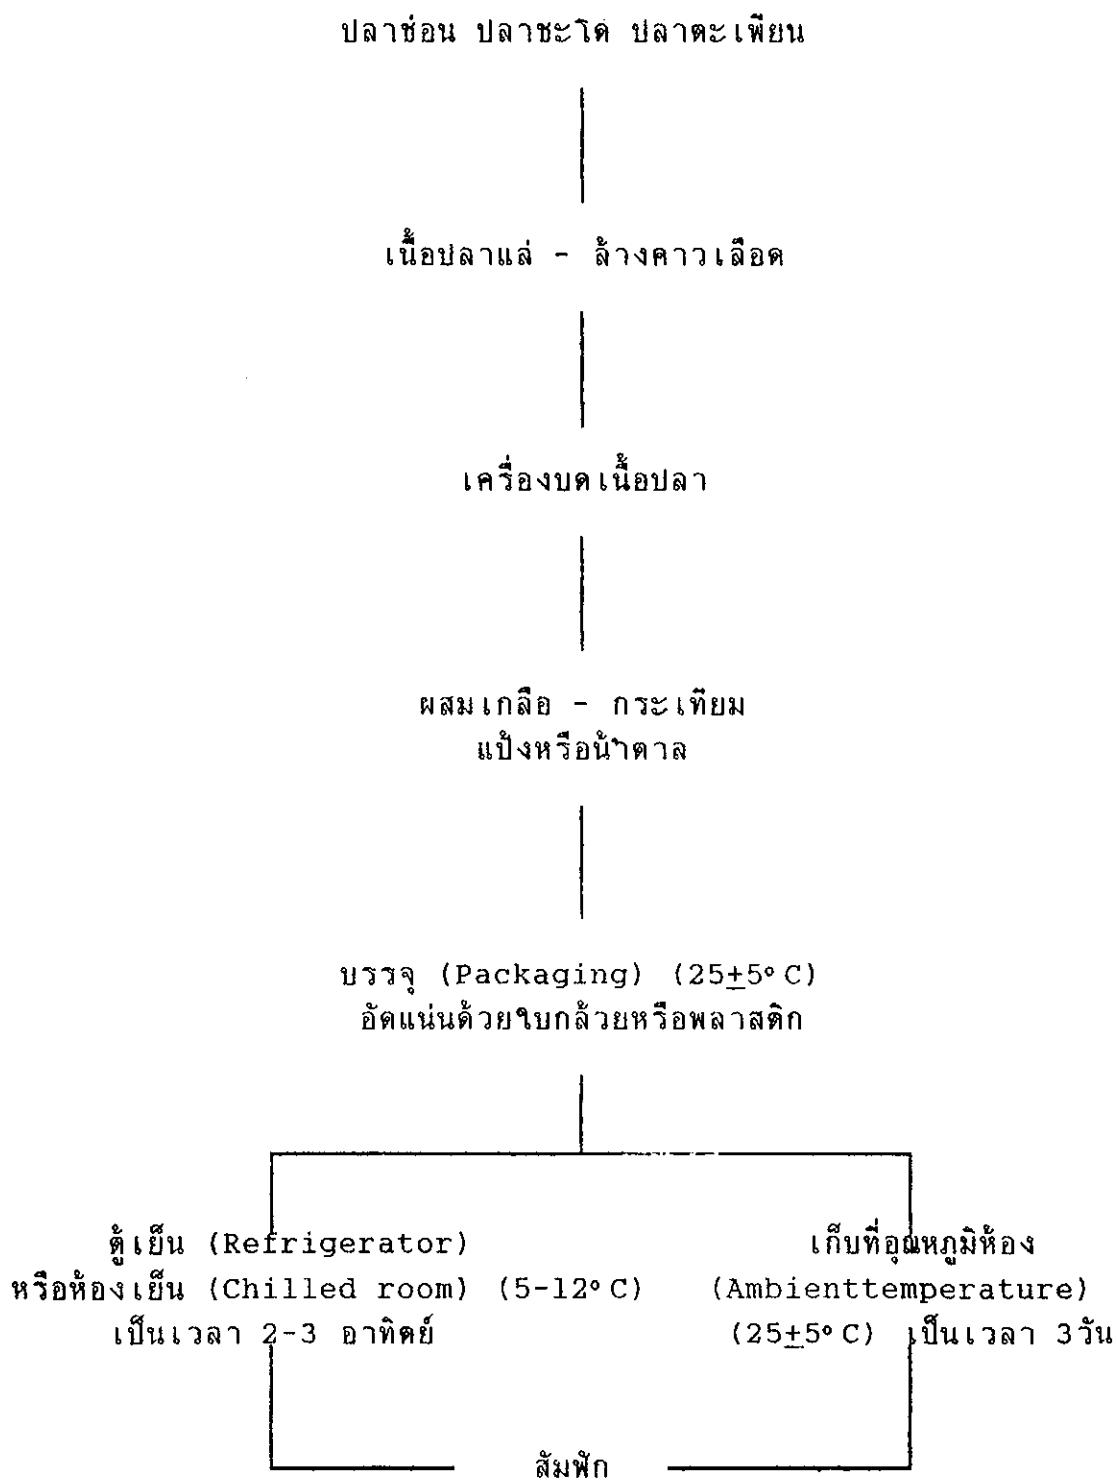 ปลาช่อน ปลาชะโด ปลาตะเพียน
เนื้อปลาแล่ - ล้างคาวเลือด
เครื่องบดเนื้อปลา
ผสมเกลือ - กระเทียม
แป้งหรือน้ำตาล
บรรจุ (Packaging) (25±5°C)
อัดแน่นด้วยใบกล้วยหรือพลาสติก
ตู้เย็น (Refrigerator)
หรือห้องเย็น (Chilled room) (5-12°C)
เป็นเวลา 2-3 อาทิตย์
เก็บที่อุณหภูมิห้อง
(Ambienttemperature)
(25±5°C) เป็นเวลา 3วัน
สัมฟัก